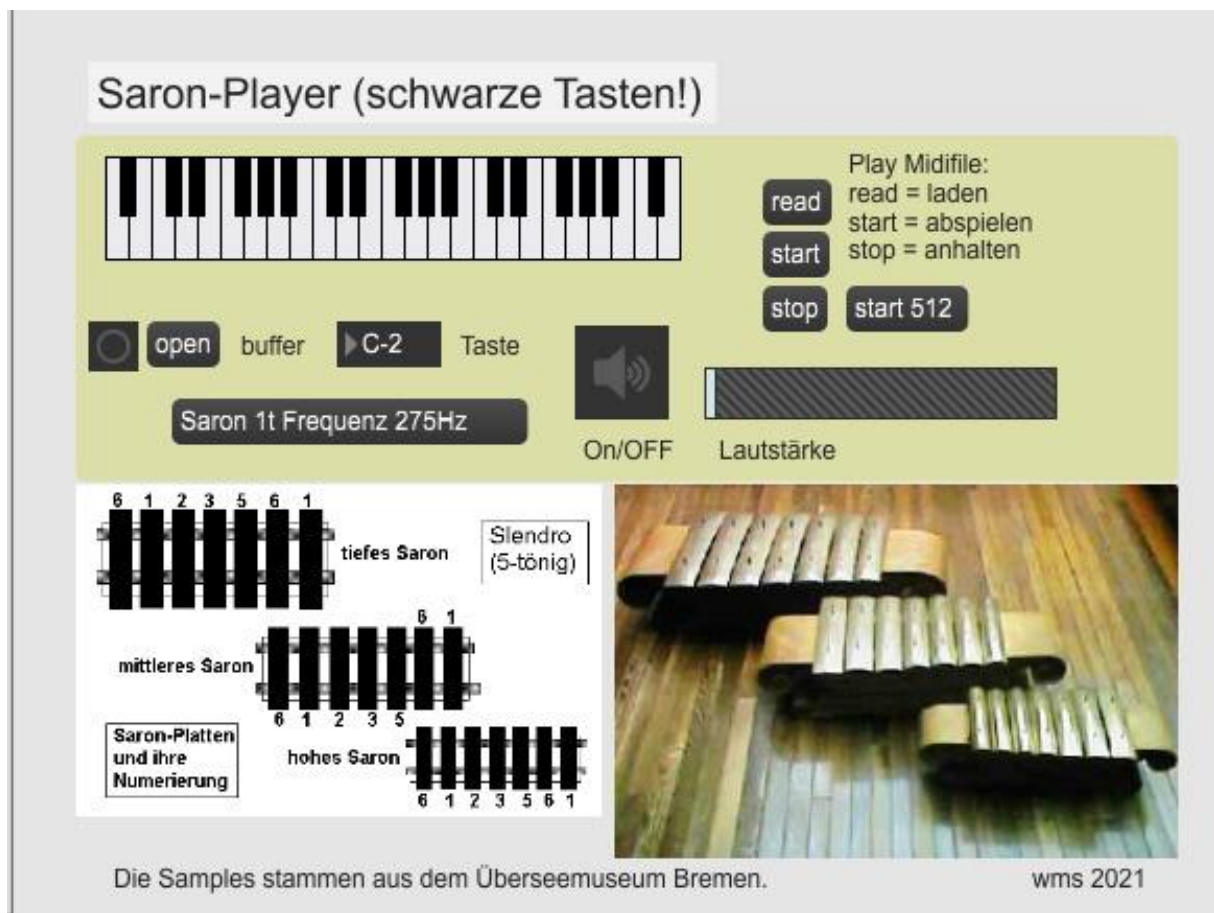 Saron-Player (schwarze Tasten!)
Play Midifile:
read
read = laden
start = abspielen
start
stop = anhalten
stop
start 512
open
buffer
C-2
Taste
Saron 1t Frequenz 275Hz
On/OFF
Lautstärke
6 1 2 3 5 6 1
tiefes Saron
Slendro
(5-tönig)
6 1
mittleres Saron
6 1 2 3 5
Saron-Platten
und ihre
Numerierung
hohes Saron
6 1 2 3 5 6 1
Die Samples stammen aus dem Überseemuseum Bremen.
wms 2021